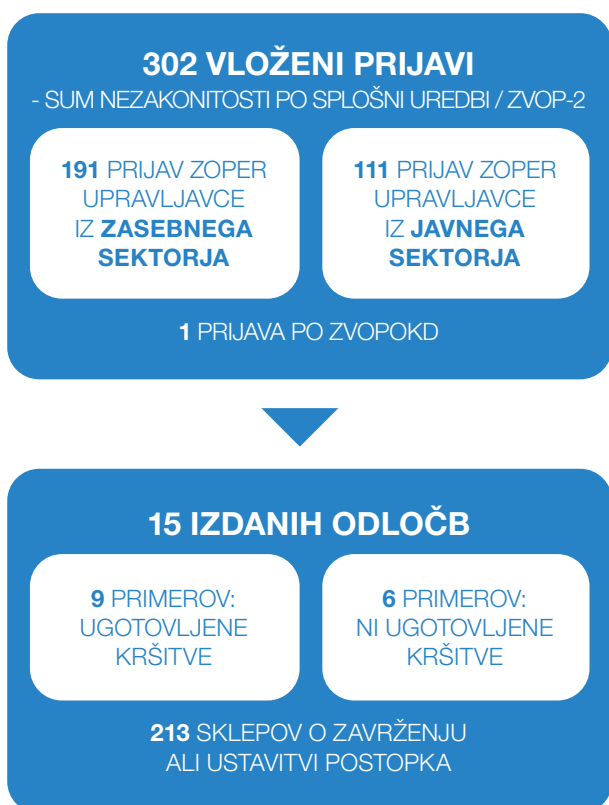 302 VLOŽENI PRIJAVI
- SUM NEZAKONITOSTI PO SPLOŠNI UREDBI / ZVOP-2
191 PRIJAV ZOPER
UPRAVLJAVCE
IZ ZASEBNEGA
SEKTORJA
111 PRIJAV ZOPER
UPRAVLJAVCE
IZ JAVNEGA
SEKTORJA
1 PRIJAVA PO ZVOPOKD
15 IZDANIH ODLOČB
9 PRIMEROV:
UGOTOVLJENE
KRŠITVE
6 PRIMEROV:
NI UGOTOVLJENE
KRŠITVE
213 SKLEPOV O ZAVRŽENJU
ALI USTAVITVI POSTOPKA